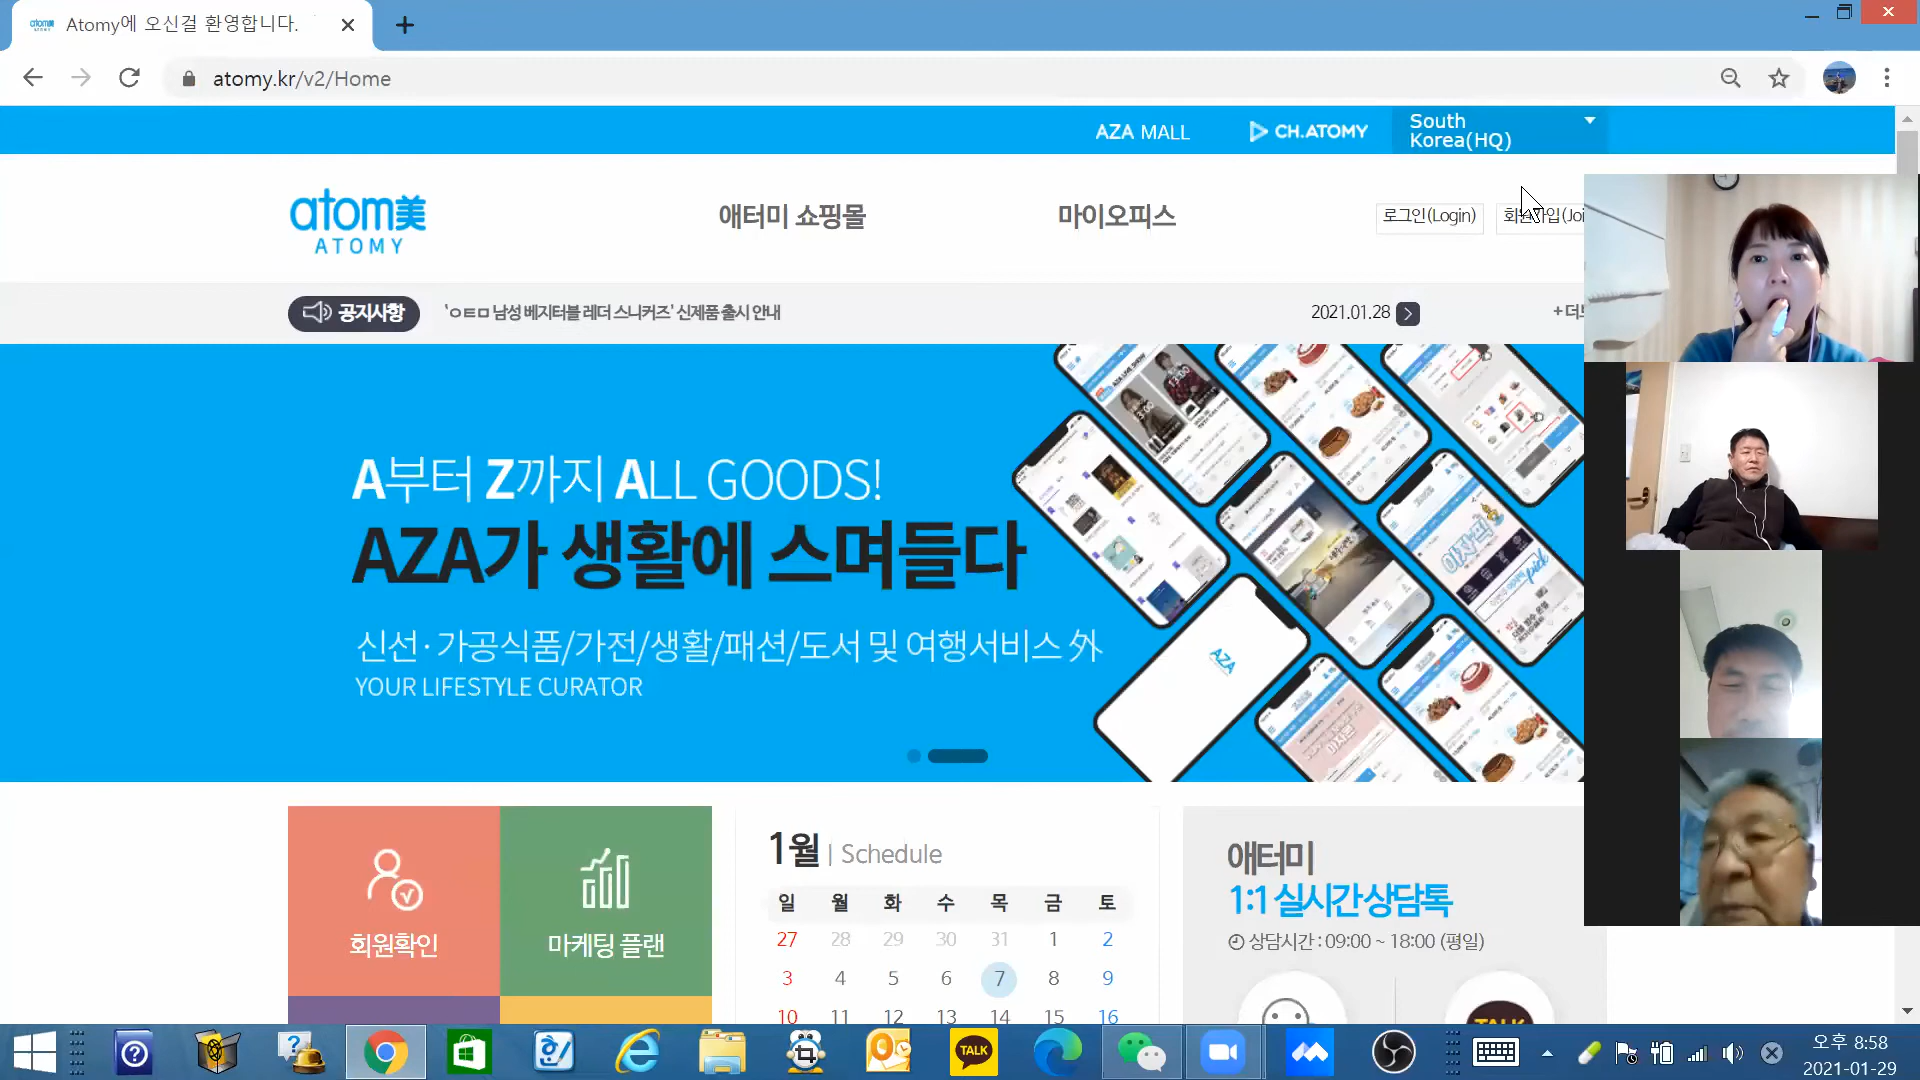 Atomy에 오신걸 환영합니다.
atomy.kr/v2/Home
AZA MALL
CH.ATOMY
South
Korea(HQ)
atom美
ATOMY
애터미 쇼핑몰
마이오피스
로그인(Login)
회원가입(Joi
공지사항
'ㅇㅌㅁ 남성 베지터블 레더 스니커즈' 신제품 출시 안내
2021.01.28
A부터 Z까지 ALL GOODS!
AZA가 생활에 스며들다
신선·가공식품/가전/생활/패션/도서 및 여행서비스 外
YOUR LIFESTYLE CURATOR
AZA
회원확인
마케팅 플랜
1월 | Schedule
일 월 화 수 목 금 토
27 28 29 30 31 1 2
3 4 5 6 7 8 9
10 11 12 13 14 15 16
애터미
1:1 실시간상담톡
상담시간 : 09:00 ~ 18:00 (평일)
TALK
TALK
오후 8:58
2021-01-29